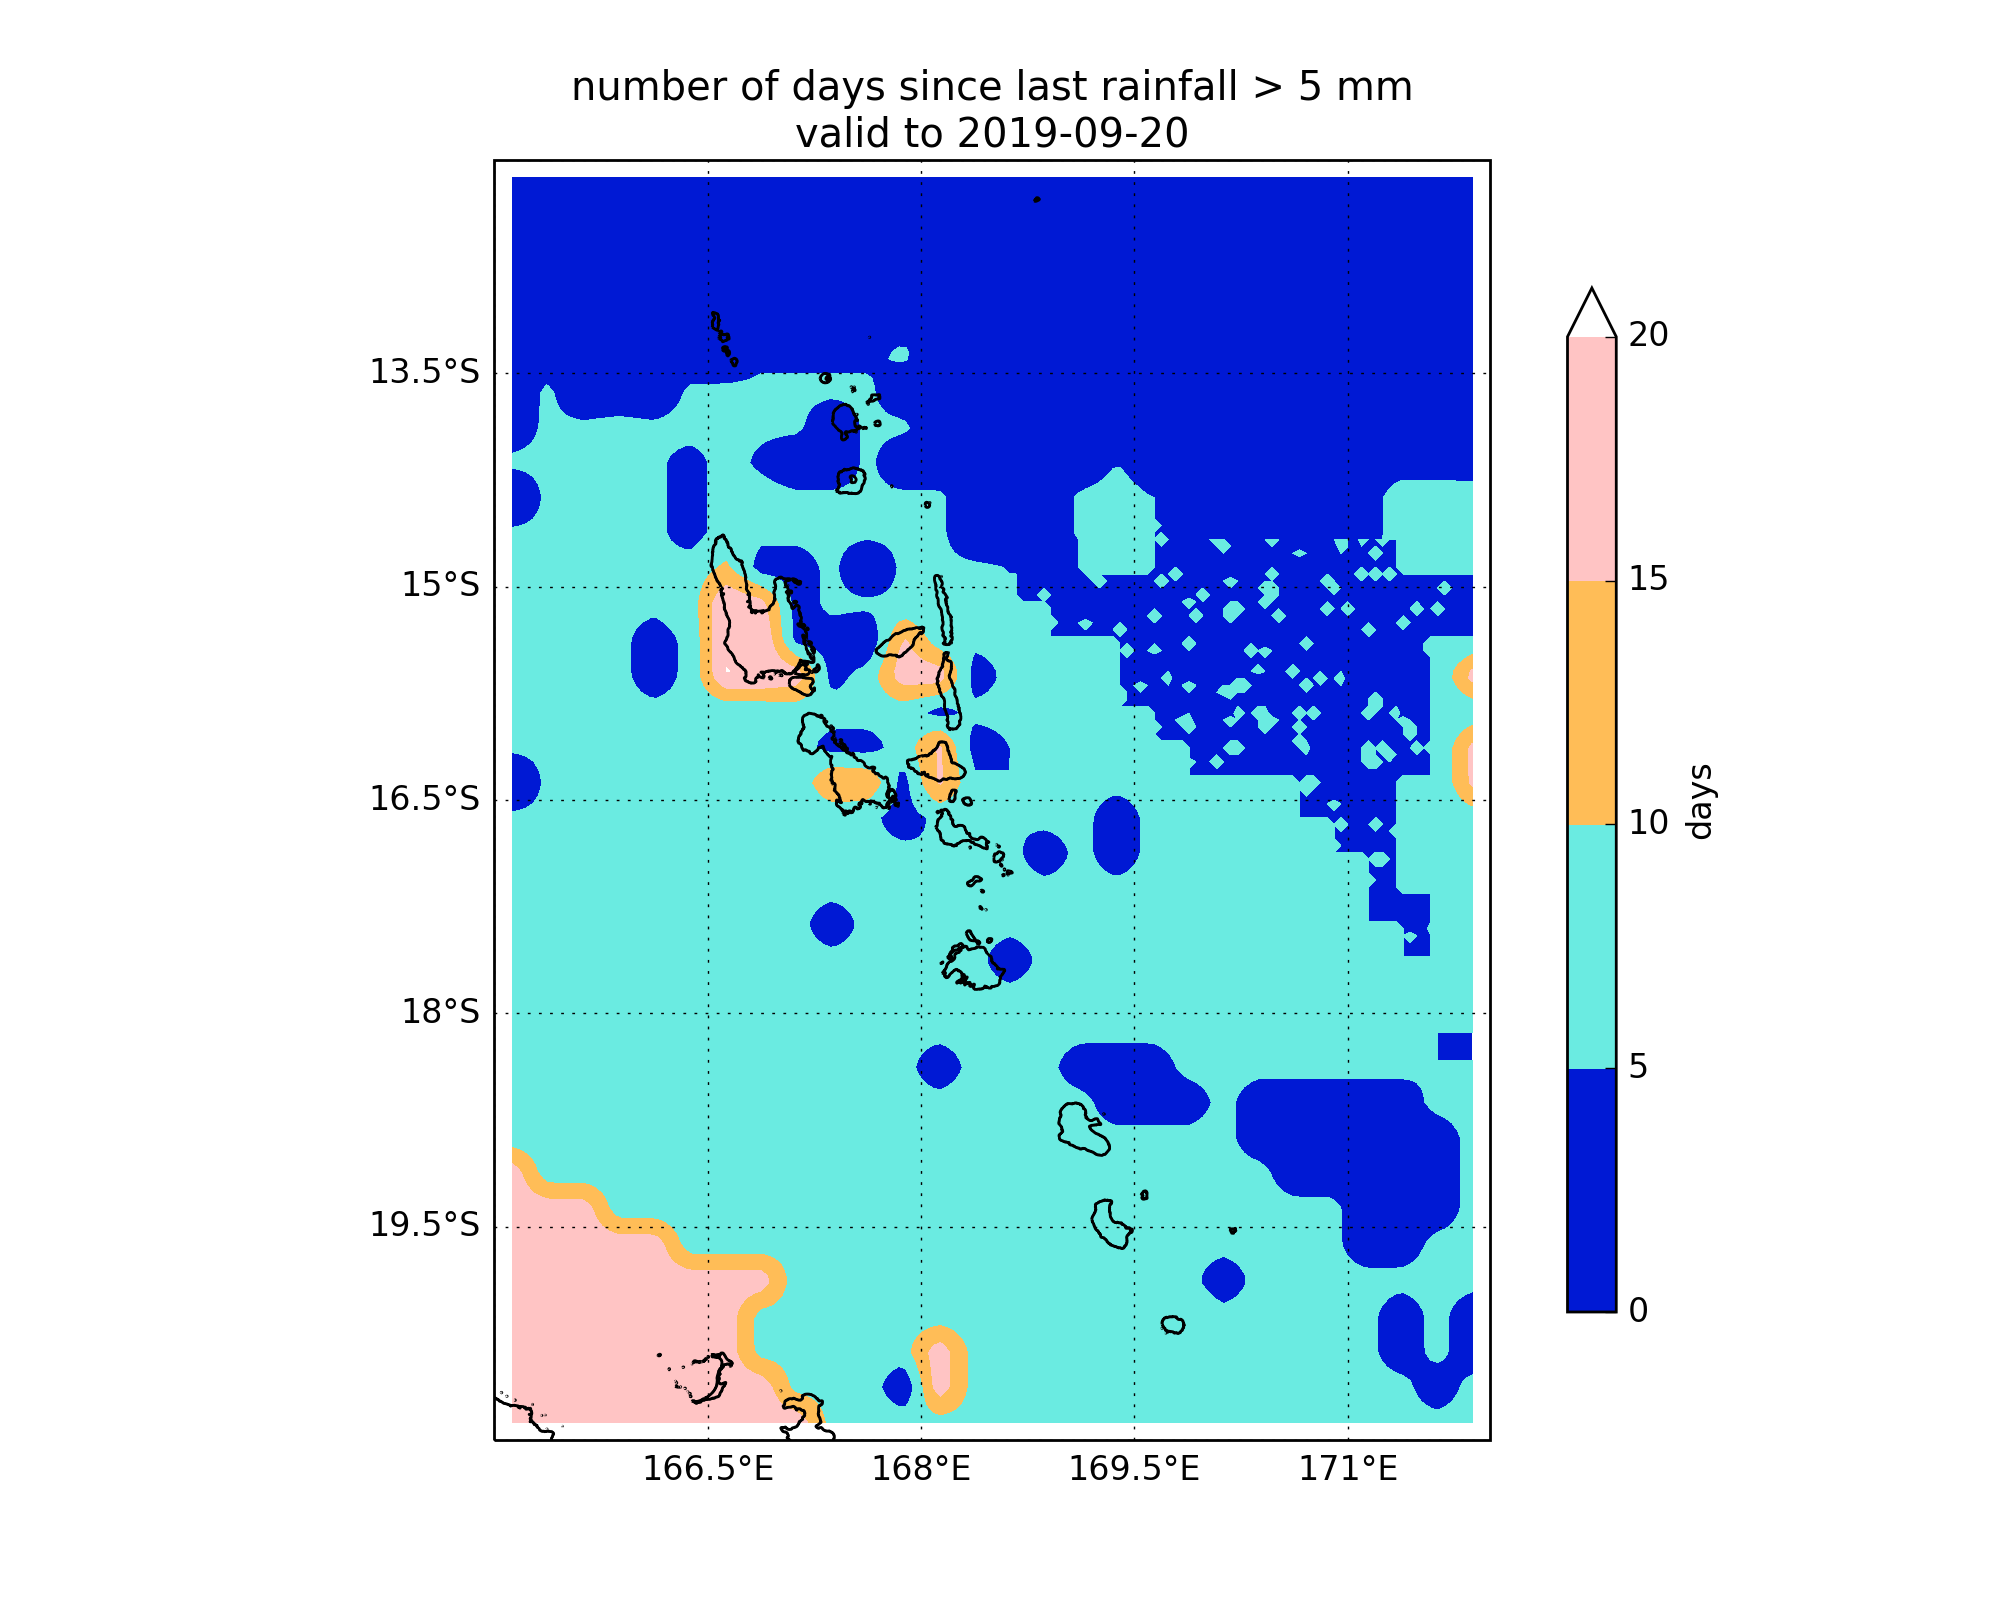 number of days since last rainfall > 5 mm
valid to 2019-09-20
13.5°S
15°S
16.5°S
18°S
19.5°S
166.5°E
168°E
169.5°E
171°E
20
15
10
5
0
days